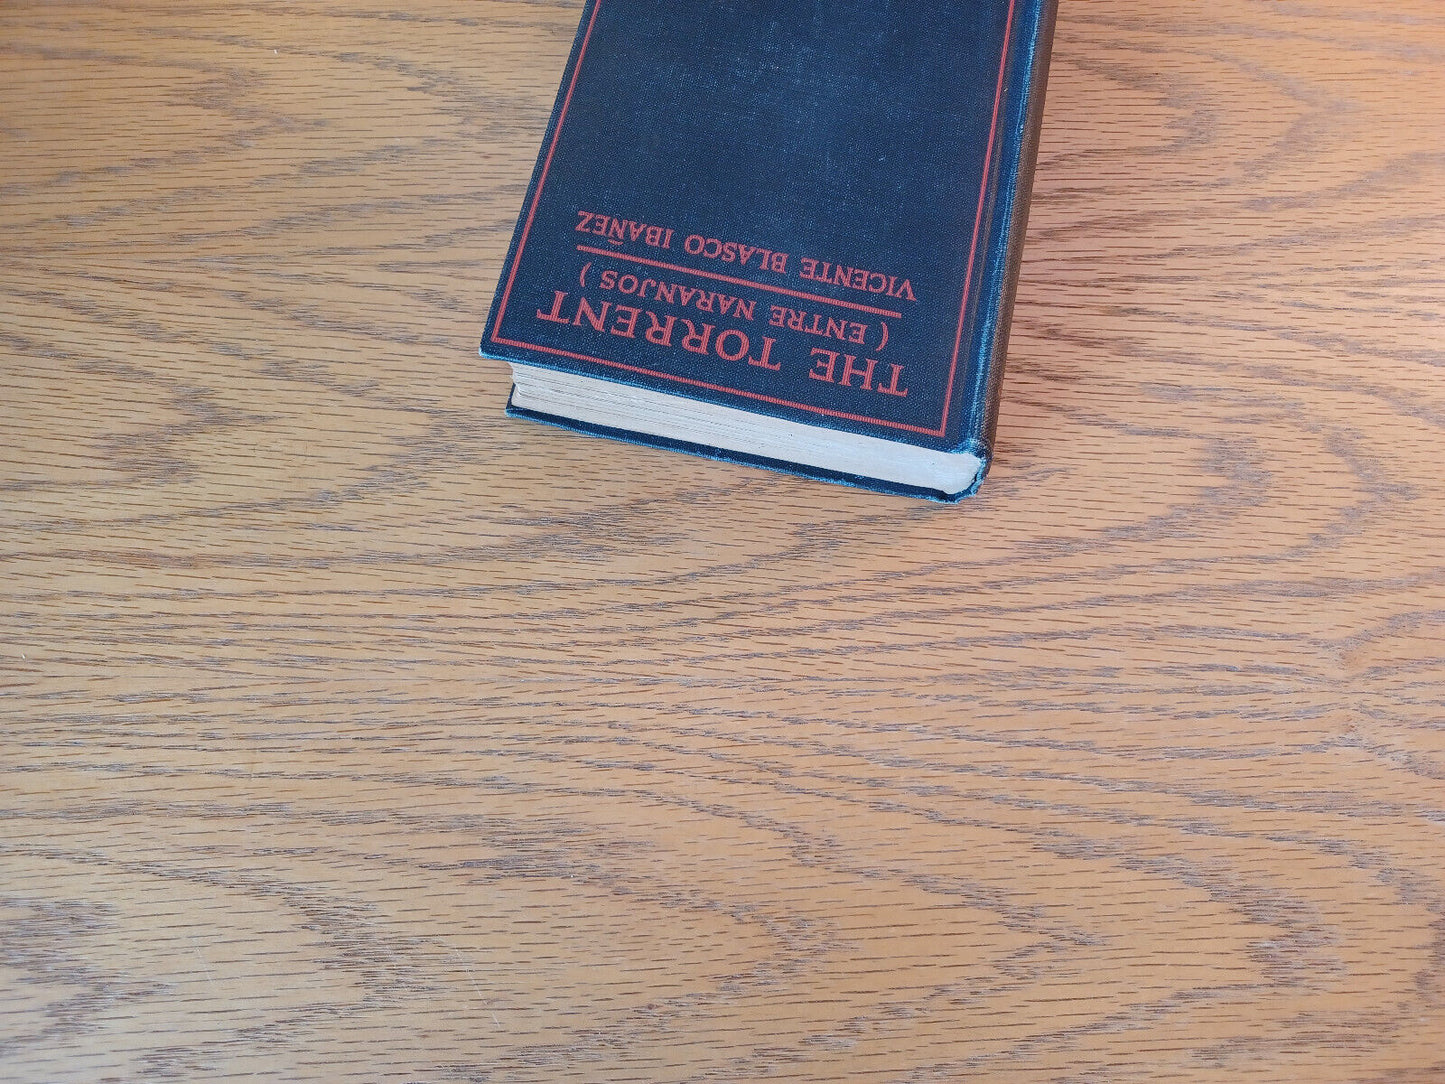 THE TORRENT
( ENTRE NARANJOS )
VICENTE BLASCO IBAÑEZ